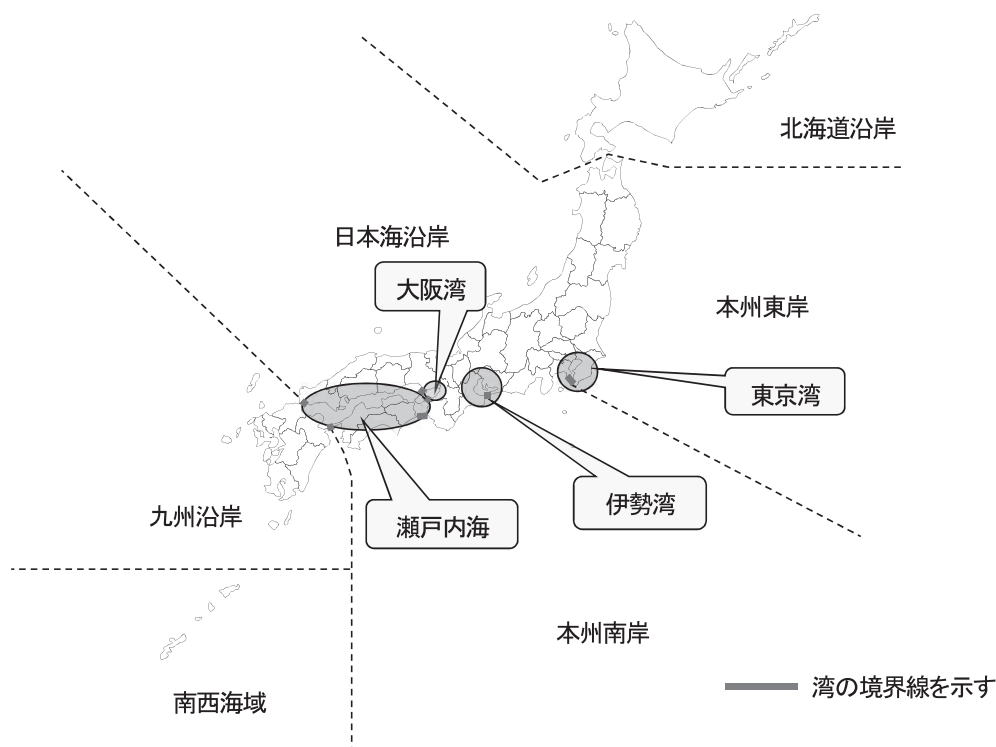 北海道沿岸
日本海沿岸
大阪湾
本州東岸
東京湾
伊勢湾
九州沿岸
瀬戸内海
本州南岸
南西海域
湾の境界線を示す